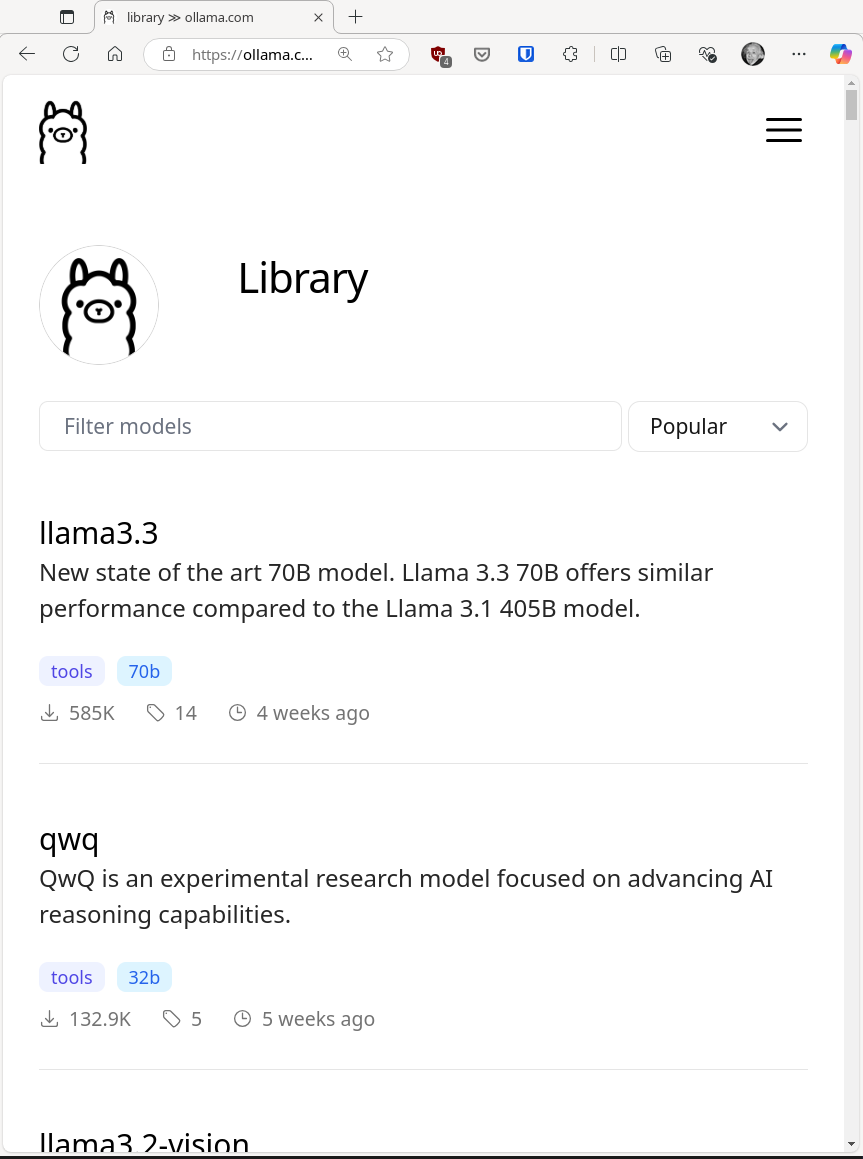 library ≫ ollama.com
https://ollama.c...
4
Library
Filter models
Popular
llama3.3
New state of the art 70B model. Llama 3.3 70B offers similar
performance compared to the Llama 3.1 405B model.
tools 70b
585K 14 4 weeks ago
qwq
QwQ is an experimental research model focused on advancing AI
reasoning capabilities.
tools 32b
132.9K 5 5 weeks ago
llama3.2-vision